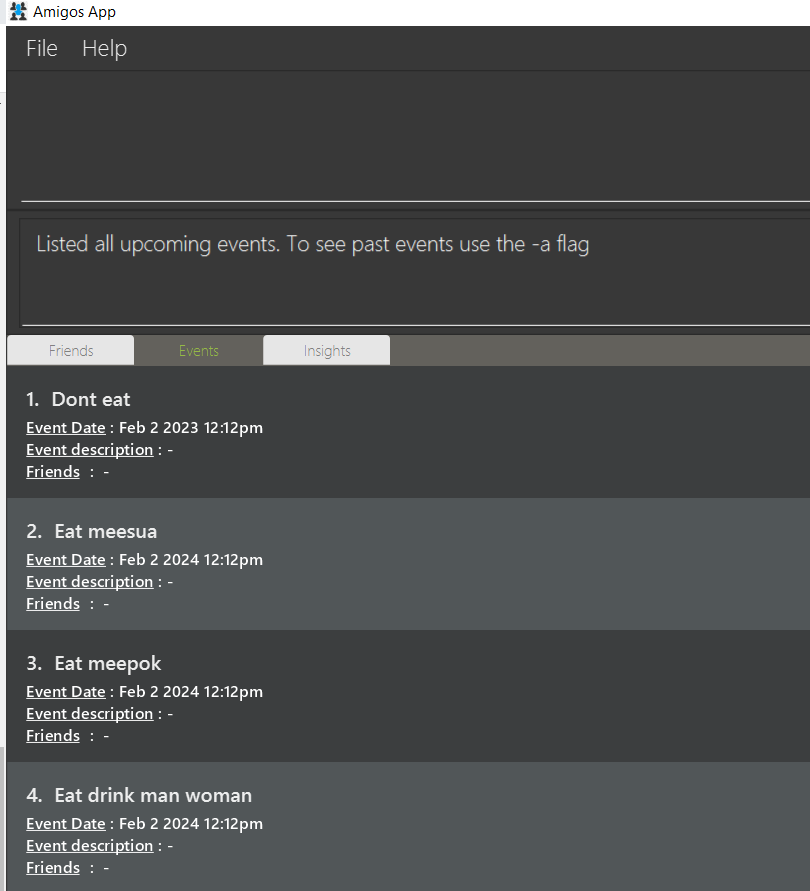 Amigos App
File Help
Listed all upcoming events. To see past events use the -a flag
Friends Events Insights
1. Dont eat
Event Date : Feb 2 2023 12:12pm
Event description : -
Friends : -
2. Eat meesua
Event Date : Feb 2 2024 12:12pm
Event description : -
Friends : -
3. Eat meepok
Event Date : Feb 2 2024 12:12pm
Event description : -
Friends : -
4. Eat drink man woman
Event Date : Feb 2 2024 12:12pm
Event description : -
Friends : -